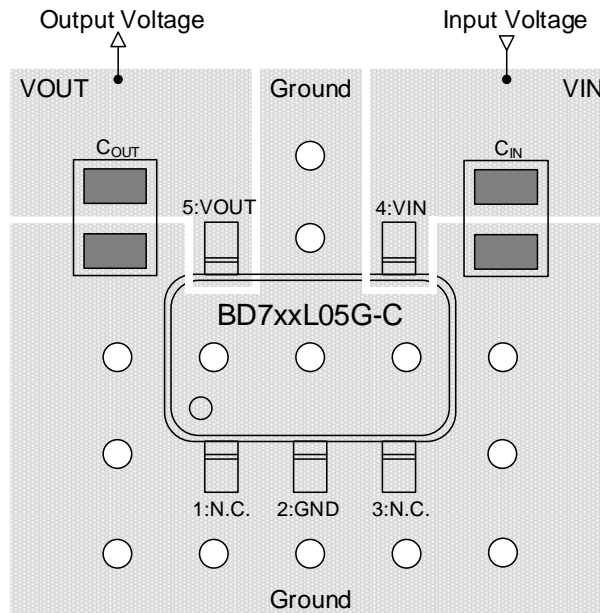 Output Voltage
Input Voltage
VOUT
Ground
VIN
COUT
CIN
5:VOUT
4:VIN
BD7xxL05G-C
1:N.C.
2:GND
3:N.C.
Ground